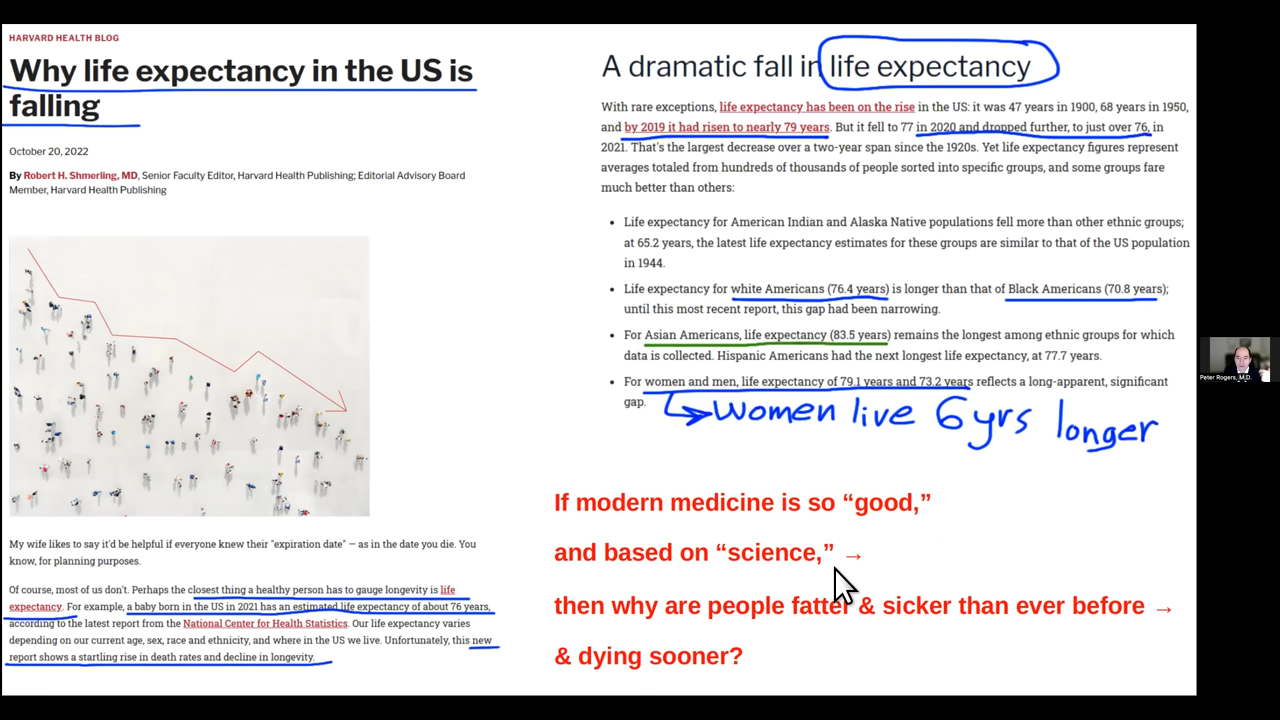 HARVARD HEALTH BLOG
Why life expectancy in the US is
falling
October 20, 2022
By Robert H. Shmerling, MD, Senior Faculty Editor, Harvard Health Publishing; Editorial Advisory Board
Member, Harvard Health Publishing
My wife likes to say it'd be helpful if everyone knew their "expiration date" — as in the date you die. You
know, for planning purposes.
Of course, most of us don't. Perhaps the closest thing a healthy person has to gauge longevity is life
expectancy. For example, a baby born in the US in 2021 has an estimated life expectancy of about 76 years,
according to the latest report from the National Center for Health Statistics. Our life expectancy varies
depending on our current age, sex, race and ethnicity, and where in the US we live. Unfortunately, this new
report shows a startling rise in death rates and decline in longevity.
A dramatic fall in life expectancy
With rare exceptions, life expectancy has been on the rise in the US: it was 47 years in 1900, 68 years in 1950,
and by 2019 it had risen to nearly 79 years. But it fell to 77 in 2020 and dropped further, to just over 76, in
2021. That's the largest decrease over a two-year span since the 1920s. Yet life expectancy figures represent
averages totaled from hundreds of thousands of people sorted into specific groups, and some groups fare
much better than others:
• Life expectancy for American Indian and Alaska Native populations fell more than other ethnic groups;
at 65.2 years, the latest life expectancy estimates for these groups are similar to that of the US population
in 1944.
• Life expectancy for white Americans (76.4 years) is longer than that of Black Americans (70.8 years);
until this most recent report, this gap had been narrowing.
• For Asian Americans, life expectancy (83.5 years) remains the longest among ethnic groups for which
data is collected. Hispanic Americans had the next longest life expectancy, at 77.7 years.
• For women and men, life expectancy of 79.1 years and 73.2 years reflects a long-apparent, significant
gap.
→ Women live 6 yrs longer
If modern medicine is so “good,”
and based on “science,” →
then why are people fatter & sicker than ever before →
& dying sooner?
Peter Rogers, M.D.